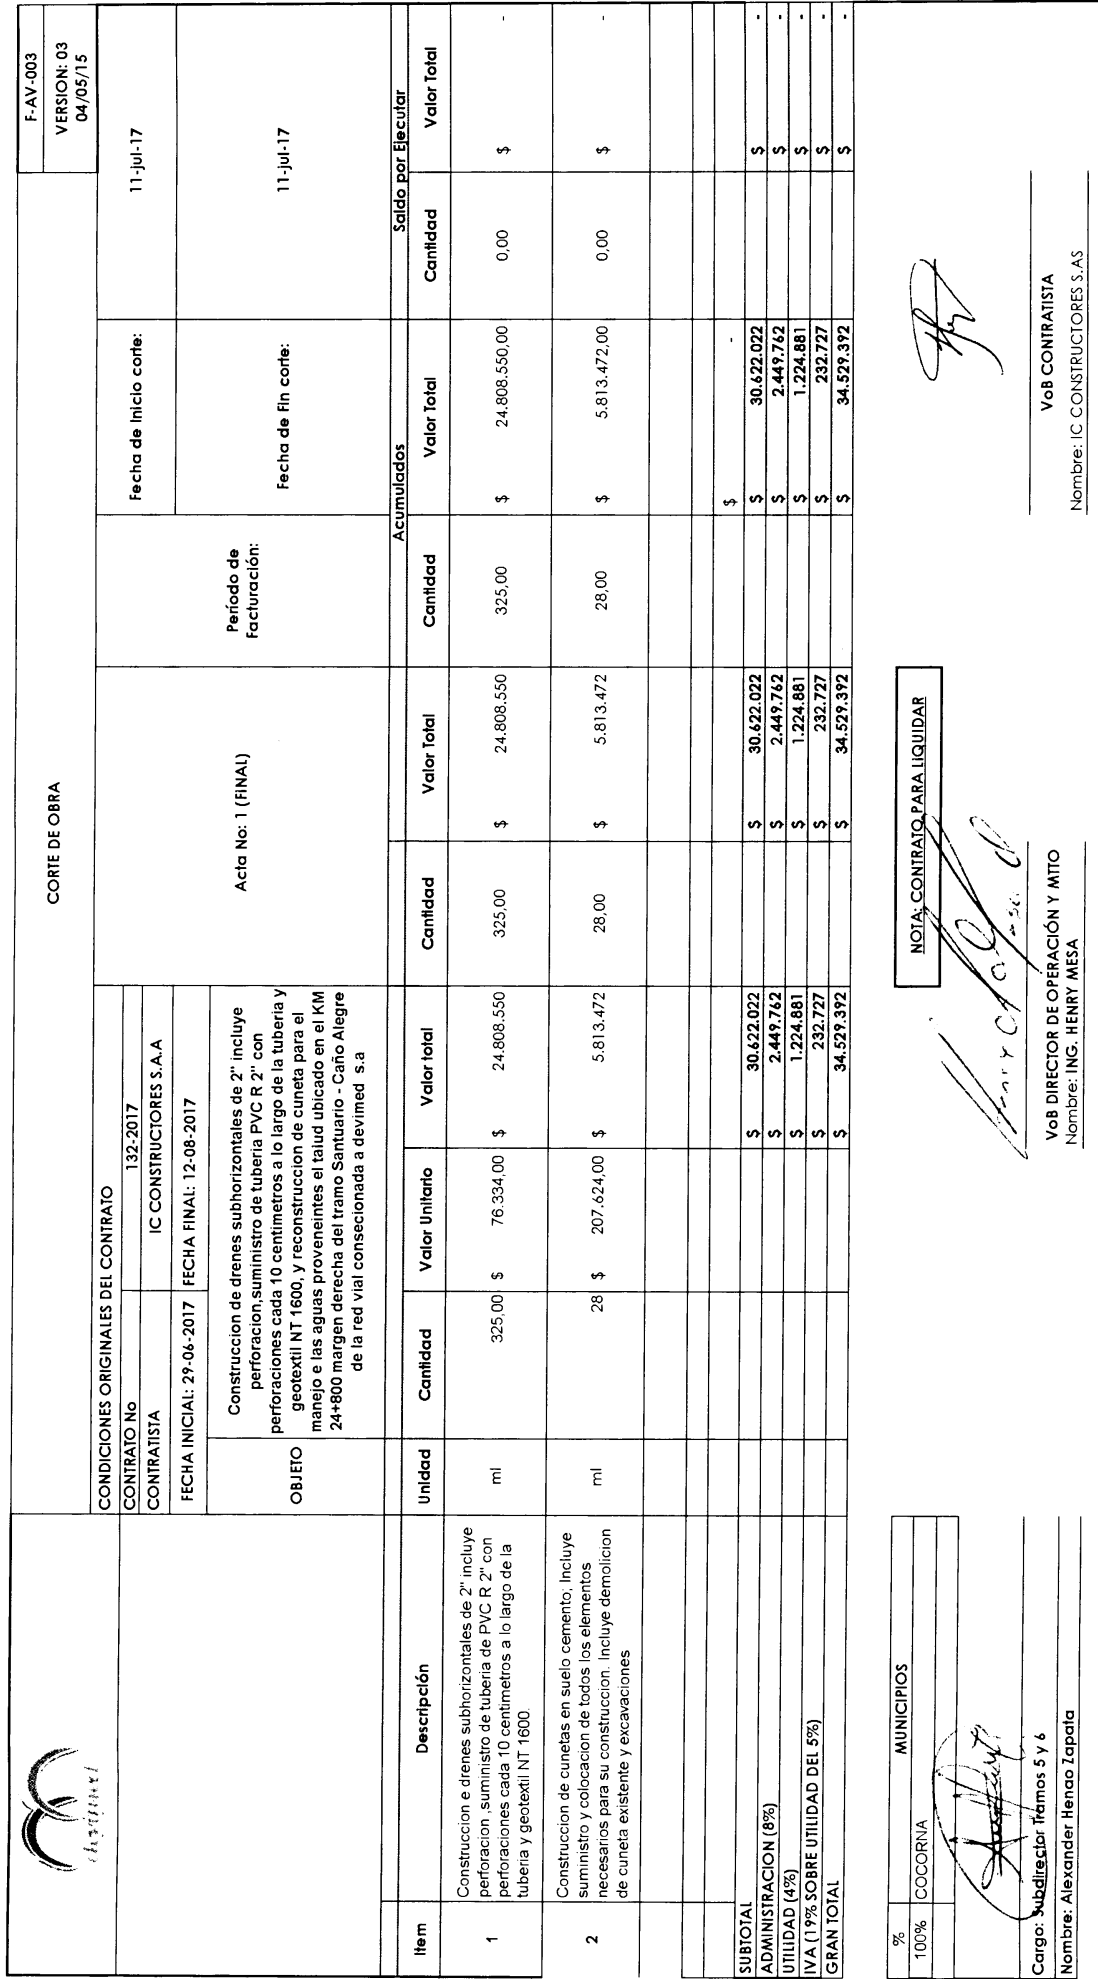 F-AV-003
CORTE DE OBRA
VERSION: 03
04/05/15
CONDICIONES ORIGINALES DEL CONTRATO
CONTRATO No 132-2017
CONTRATISTA IC CONSTRUCTORES S.A.A
FECHA INICIAL: 29-06-2017 FECHA FINAL: 12-08-2017
OBJETO
Construccion de drenes subhorizontales de 2" incluye
perforacion,suministro de tuberia PVC R 2" con
perforaciones cada 10 centimetros a lo largo de la tuberia y
geotextil NT 1600, y reconstruccion de cuneta para el
manejo e las aguas proveneintes el talud ubicado en el KM
24+800 margen derecha del tramo Santuario - Caño Alegre
de la red vial consecionada a devimed s.a
Acta No: 1 (FINAL)
Período de
Facturación:
Fecha de Inicio corte: 11-jul-17
Fecha de Fin corte: 11-jul-17
Acumulados Saldo por Ejecutar
Item Descripción Unidad Cantidad Valor Unitario Valor total Cantidad Valor Total Cantidad Valor Total Cantidad Valor Total
1
Construccion e drenes subhorizontales de 2" incluye
perforacion ,suministro de tuberia de PVC R 2" con
perforaciones cada 10 centimetros a lo largo de la
tuberia y geotextil NT 1600.
ml 325,00 $ 76.334,00 $ 24.808.550 325,00 $ 24.808.550 325,00 $ 24.808.550,00 0,00 $ -
2
Construccion de cunetas en suelo cemento; Incluye
suministro y colocacion de todos los elementos
necesarios para su construccion. Incluye demolicion
de cuneta existente y excavaciones
ml 28 $ 207.624,00 $ 5.813.472 28,00 $ 5.813.472 28,00 $ 5.813.472,00 0,00 $ -
$ -
SUBTOTAL $ 30.622.022 $ 30.622.022 $ 30.622.022 $ -
ADMINISTRACION (8%) $ 2.449.762 $ 2.449.762 $ 2.449.762 $ -
UTILIDAD (4%) $ 1.224.881 $ 1.224.881 $ 1.224.881 $ -
IVA (19% SOBRE UTILIDAD DEL 5%) $ 232.727 $ 232.727 $ 232.727 $ -
GRAN TOTAL $ 34.529.392 $ 34.529.392 $ 34.529.392 $ -
% MUNICIPIOS
100% COCORNA
NOTA: CONTRATO PARA LIQUIDAR
Cargo: Subdirector Tramos 5 y 6
Nombre: Alexander Henao Zapata
VoB DIRECTOR DE OPERACIÓN Y MTTO
Nombre: ING. HENRY MESA
VoB CONTRATISTA
Nombre: IC CONSTRUCTORES S.AS